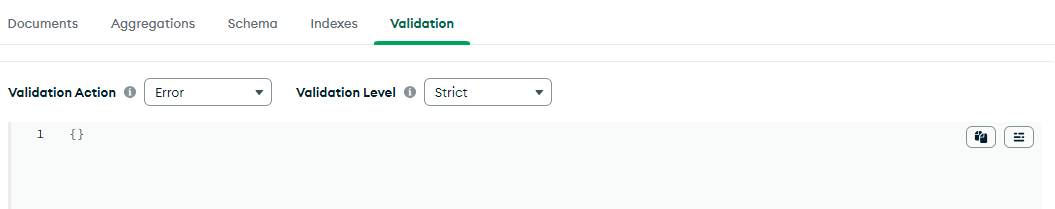 Documents Aggregations Schema Indexes Validation
Validation Action Error Validation Level Strict
1 {}